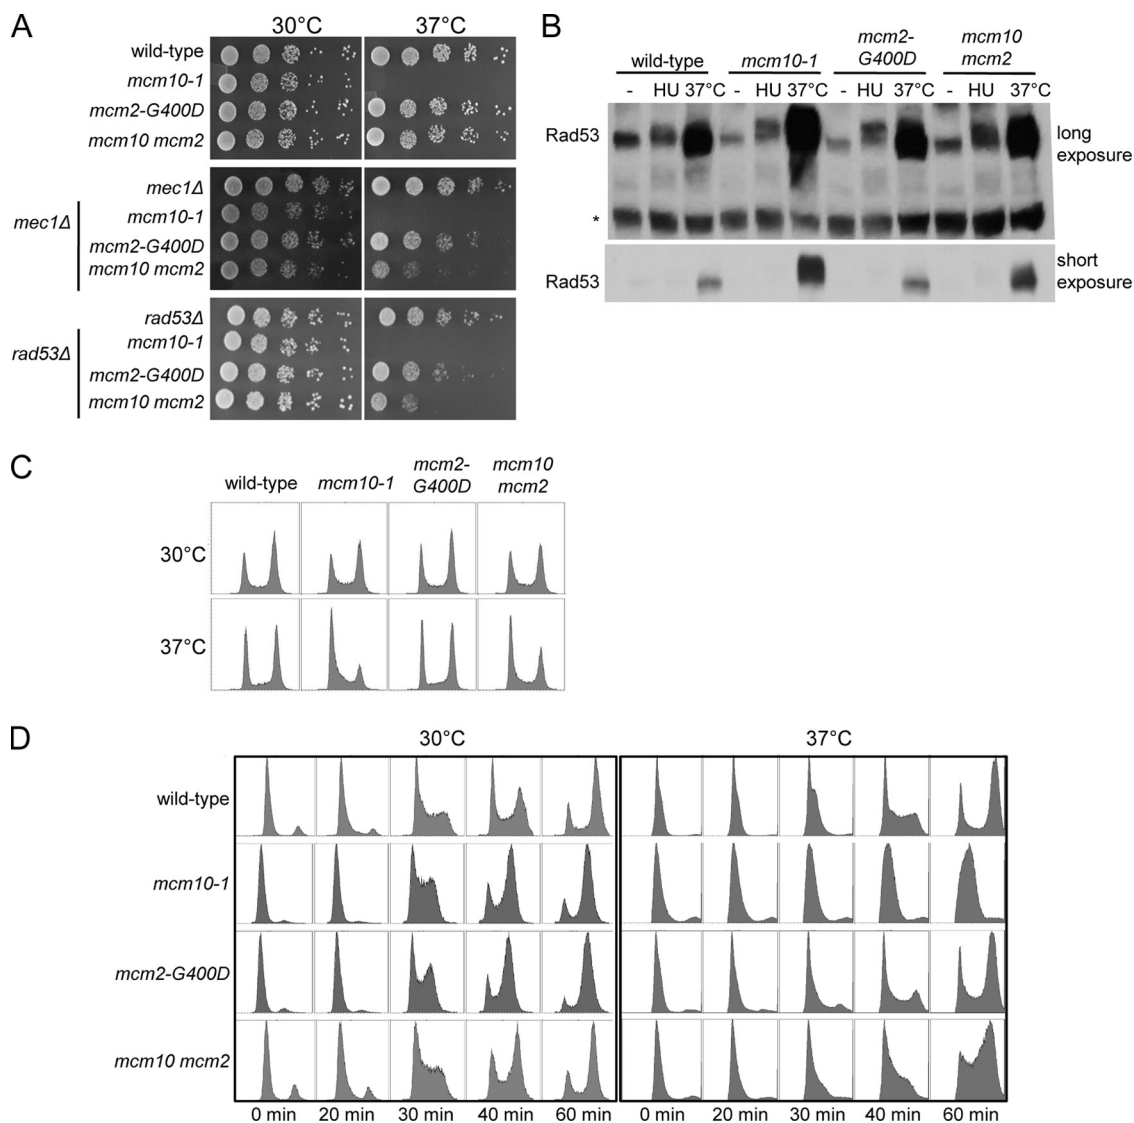 A
30°C 37°C
wild-type
mcm10-1
mcm2-G400D
mcm10 mcm2
mec1Δ
mec1Δ
mcm10-1
mcm2-G400D
mcm10 mcm2
rad53Δ
rad53Δ
mcm10-1
mcm2-G400D
mcm10 mcm2
B
wild-type mcm10-1 mcm2-G400D mcm10 mcm2
- HU 37°C - HU 37°C - HU 37°C - HU 37°C
Rad53
long
exposure
*
Rad53
short
exposure
C
wild-type mcm10-1 mcm2-G400D mcm10 mcm2
30°C
37°C
D
30°C 37°C
wild-type
mcm10-1
mcm2-G400D
mcm10 mcm2
0 min 20 min 30 min 40 min 60 min 0 min 20 min 30 min 40 min 60 min